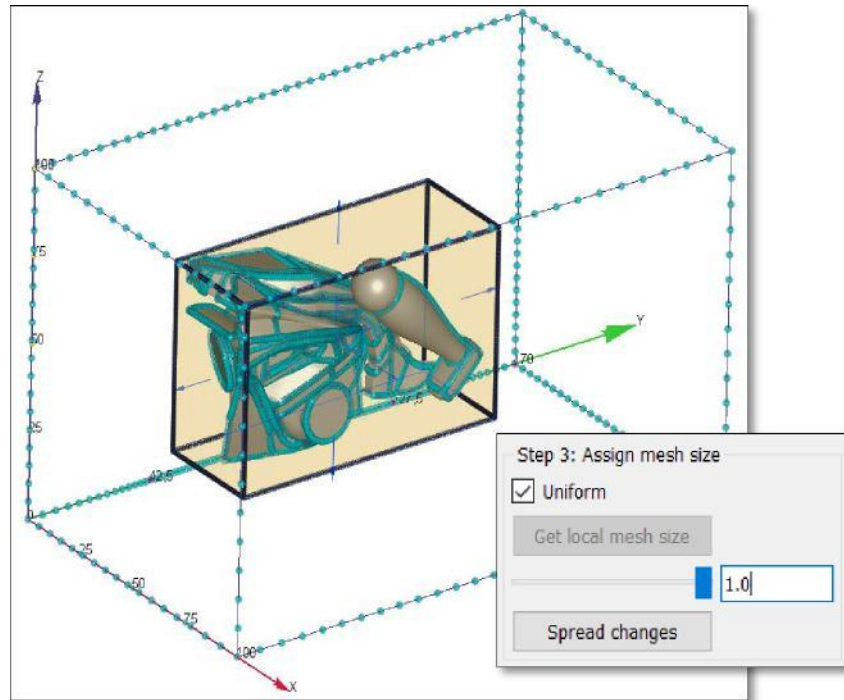 Z
100
75
50
25
0
Y
70
42,5
25
50
75
100
X
Step 3: Assign mesh size
Uniform
Get local mesh size
1.0
Spread changes